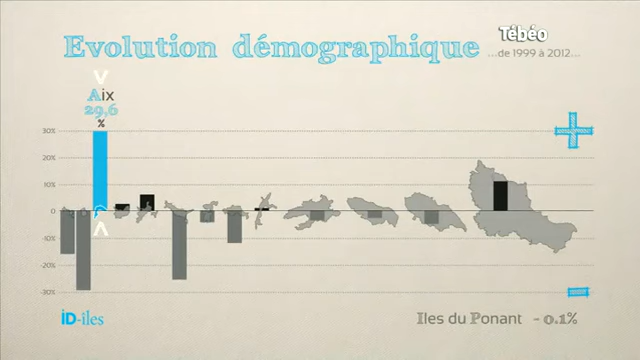 Tébéo
Evolution démographique
...de 1999 à 2012...
Aix
29,6
%
30%
20%
10%
0
-10%
-20%
-30%
iD-iles
Iles du Ponant - 0.1%